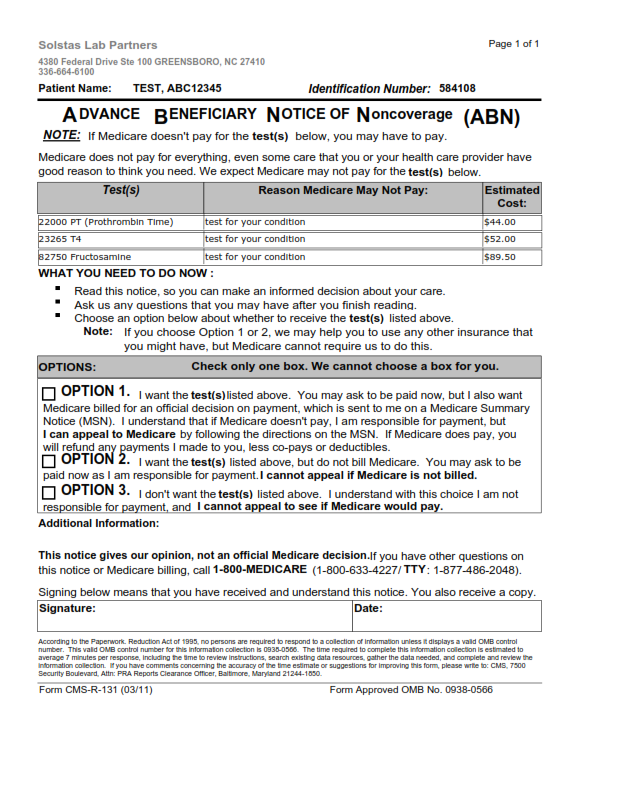 Solstas Lab Partners
Page 1 of 1
4380 Federal Drive Ste 100 GREENSBORO, NC 27410
336-664-6100
Patient Name: TEST, ABC12345 Identification Number: 584108
ADVANCE BENEFICIARY NOTICE OF Noncoverage (ABN)
NOTE: If Medicare doesn't pay for the test(s) below, you may have to pay.
Medicare does not pay for everything, even some care that you or your health care provider have
good reason to think you need. We expect Medicare may not pay for the test(s) below.
Test(s) Reason Medicare May Not Pay: Estimated
Cost:
22000 PT (Prothrombin Time) test for your condition $44.00
23265 T4 test for your condition $52.00
82750 Fructosamine test for your condition $89.50
WHAT YOU NEED TO DO NOW :
Read this notice, so you can make an informed decision about your care.
Ask us any questions that you may have after you finish reading.
Choose an option below about whether to receive the test(s) listed above.
Note: If you choose Option 1 or 2, we may help you to use any other insurance that
you might have, but Medicare cannot require us to do this.
OPTIONS: Check only one box. We cannot choose a box for you.
OPTION 1. I want the test(s) listed above. You may ask to be paid now, but I also want
Medicare billed for an official decision on payment, which is sent to me on a Medicare Summary
Notice (MSN). I understand that if Medicare doesn't pay, I am responsible for payment, but
I can appeal to Medicare by following the directions on the MSN. If Medicare does pay, you
will refund any payments I made to you, less co-pays or deductibles.
OPTION 2. I want the test(s) listed above, but do not bill Medicare. You may ask to be
paid now as I am responsible for payment. I cannot appeal if Medicare is not billed.
OPTION 3. I don't want the test(s) listed above. I understand with this choice I am not
responsible for payment, and I cannot appeal to see if Medicare would pay.
Additional Information:
This notice gives our opinion, not an official Medicare decision. If you have other questions on
this notice or Medicare billing, call 1-800-MEDICARE (1-800-633-4227/ TTY: 1-877-486-2048).
Signing below means that you have received and understand this notice. You also receive a copy.
Signature: Date:
According to the Paperwork. Reduction Act of 1995, no persons are required to respond to a collection of information unless it displays a valid OMB control
number. This valid OMB control number for this information collection is 0938-0566. The time required to complete this information collection is estimated to
average 7 minutes per response, including the time to review instructions, search existing data resources, gather the data needed, and complete and review the
information collection. If you have comments concerning the accuracy of the time estimate or suggestions for improving this form, please write to: CMS, 7500
Security Boulevard, Attn: PRA Reports Clearance Officer, Baltimore, Maryland 21244-1850.
Form CMS-R-131 (03/11) Form Approved OMB No. 0938-0566